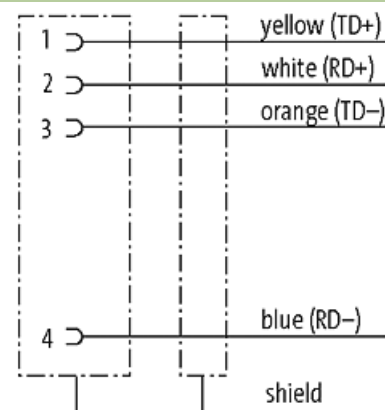 1 yellow (TD+)
2 white (RD+)
3 orange (TD–)
4 blue (RD–)
shield